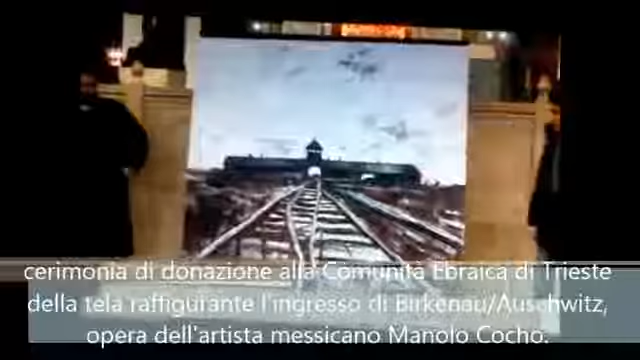 cerimonia di donazione alla Comunità Ebraica di Trieste
della tela raffigurante l'ingresso di Birkenau/Auschwitz,
opera dell'artista messicano Manolo Cocho.